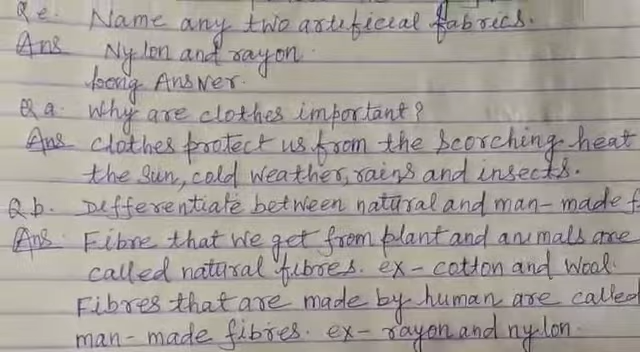 Q e. Name any two arteficial fabrics.
Ans Nylon and rayon.
Long Answer.
Q a. Why are clothes important?
Ans clothes protect us from the scorching heat
the sun, cold weather, rains and insects.
Q b. Differentiate between natural and man-made f
Ans Fibre that we get from plant and animals are
called natural fibres. ex - cotton and wool.
Fibres that are made by human are called
man-made fibres. ex - rayon and nylon.